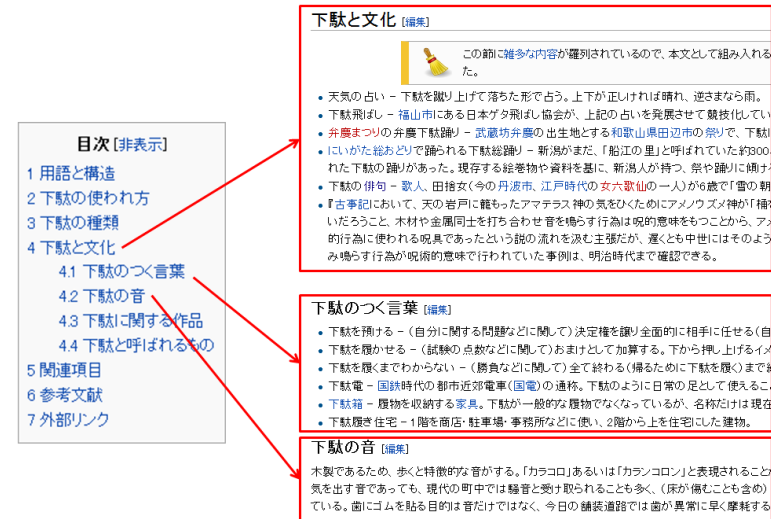 目次 [非表示]
1 用語と構造
2 下駄の使われ方
3 下駄の種類
4 下駄と文化
4.1 下駄のつく言葉
4.2 下駄の音
4.3 下駄に関する作品
4.4 下駄と呼ばれるもの
5 関連項目
6 参考文献
7 外部リンク
下駄と文化 [編集]
この節に雑多な内容が羅列されているので、本文として組み入れる
た。
• 天気の占い − 下駄を蹴り上げて落ちた形で占う。上下が正しければ晴れ、逆さまなら雨。
• 下駄飛ばし − 福山市にある日本ゲタ飛ばし協会が、上記の占いを発展させて競技化してい
• 弁慶まつりの弁慶下駄踊り − 武蔵坊弁慶の出生地とする和歌山県田辺市の祭りで、下駄
• にいがた総おどりで踊られる下駄総踊り − 新潟がまだ、「船江の里」と呼ばれていた約300
れた下駄の踊りがあった。現存する絵巻物や資料を基に、新潟人が持つ、祭や踊りに傾け
• 下駄の俳句 − 歌人、田捨女(今の丹波市、江戸時代の女六歌仙の一人)が6歳で「雪の朝
• 『古事記において、天の岩戸に籠もったアマテラス神の気をひくためにアメノウズメ神が「桶
いだろうこと、木材や金属同士を打ち合わせ音を鳴らす行為は呪的意味をもつことから、ア
的行為に使われる呪具であったという説の流れを汲む主張だが、遅くとも中世にはそのよう
み鳴らす行為が呪術的意味で行われていた事例は、明治時代まで確認できる。
下駄のつく言葉 [編集]
• 下駄を預ける − (自分に関する問題などに関して)決定権を譲り全面的に相手に任せる(自
• 下駄を履かせる − (試験の点数などに関して)おまけとして加算する。下から押し上げるイメ
• 下駄を履くまでわからない − (勝負などに関して)全て終わる(帰るために下駄を履く)まで
• 下駄電 − 国鉄時代の都市近郊電車(国電)の通称。下駄のように日常の足として使えるこ
• 下駄箱 − 履物を収納する家具。下駄が一般的な履物でなくなっているが、名称だけは現在
• 下駄履き住宅 − 1階を商店・駐車場・事務所などに使い、2階から上を住宅にした建物。
下駄の音 [編集]
木製であるため、歩くと特徴的な音がする。「カラコロ」あるいは「カランコロン」と表現されること
気を出す音であっても、現代の町中では騒音と受け取られることも多く、(床が傷むことも含め)
ている。歯にゴムを貼る目的は音だけではなく、今日の舗装道路では歯が異常に早く摩耗する